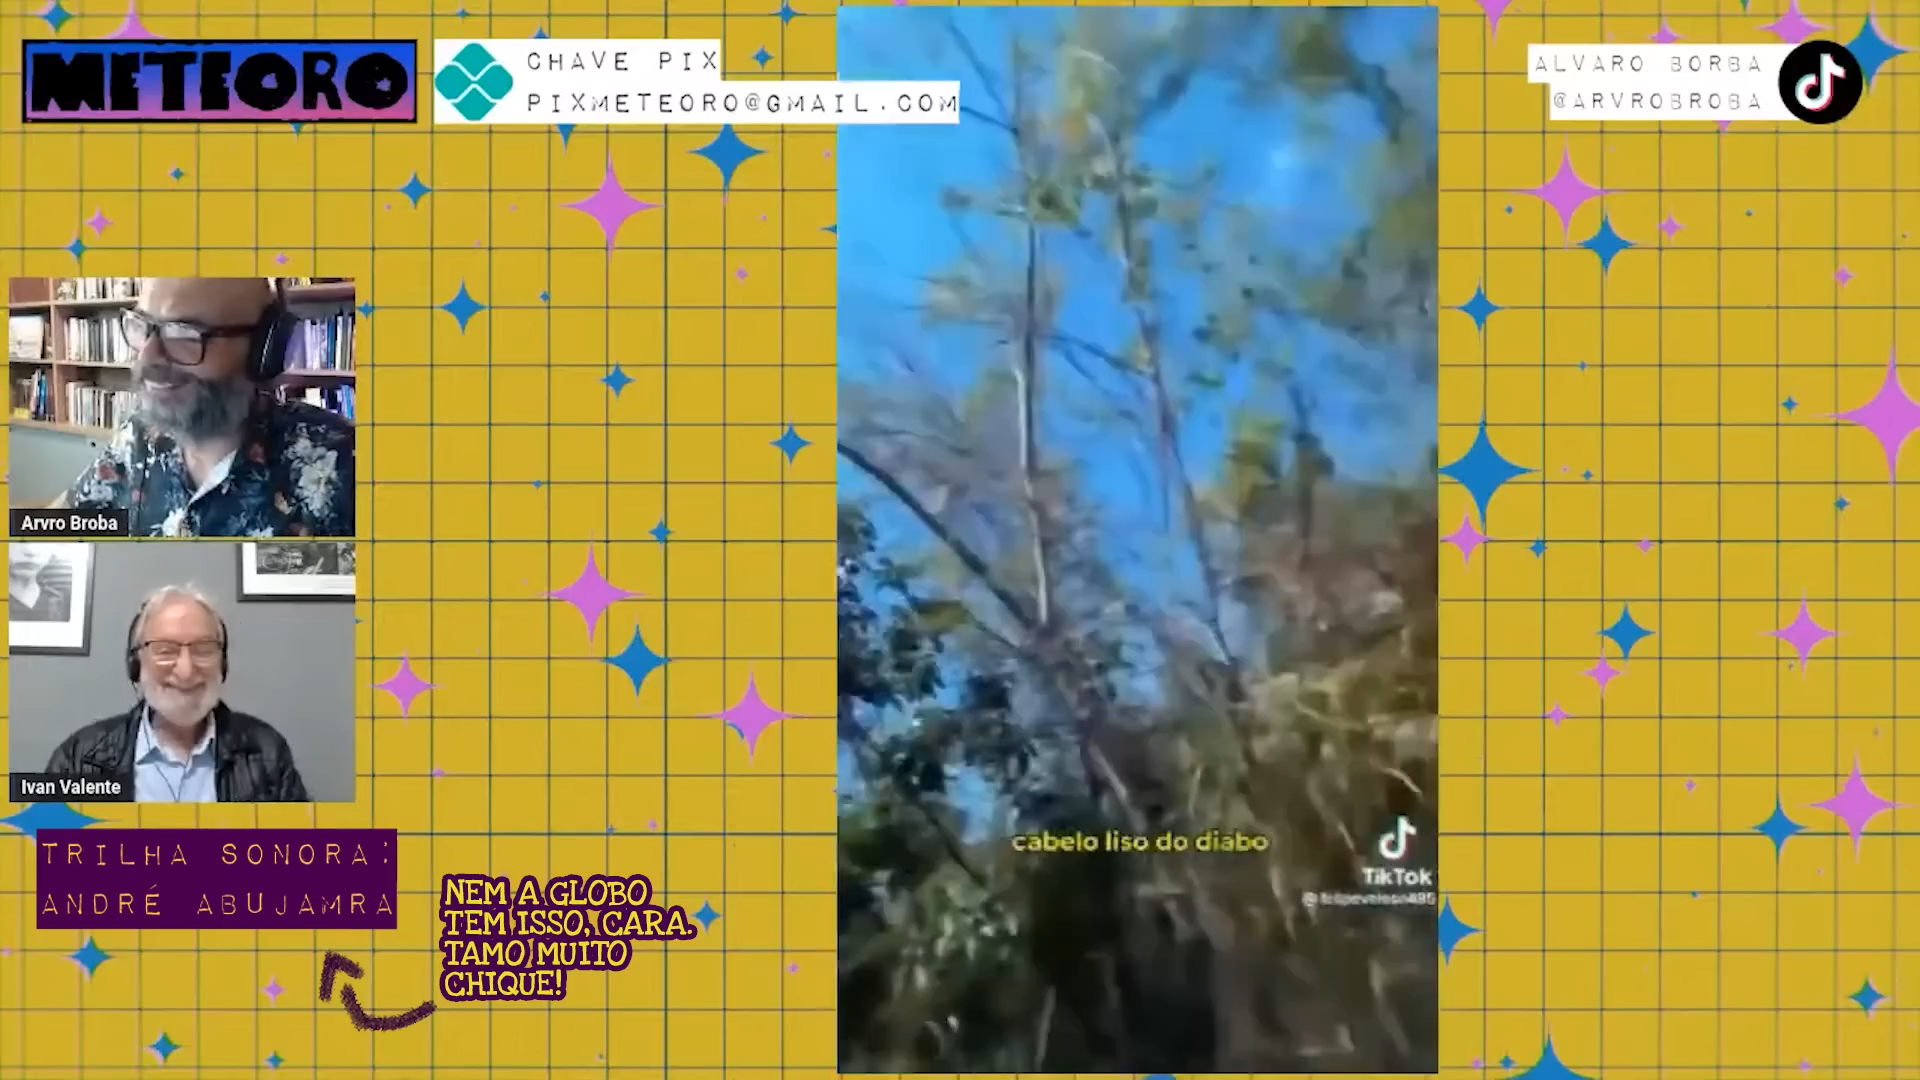 METEORO
CHAVE PIX
PIXMETEORO@GMAIL.COM
ALVARO BORBA
@ARVROBROBA
Arvro Broba
Ivan Valente
TRILHA SONORA:
ANDRÉ ABUJAMRA
NEM A GLOBO
TEM ISSO, CARA.
TAMO MUITO
CHIQUE!
cabelo liso do diabo
TikTok